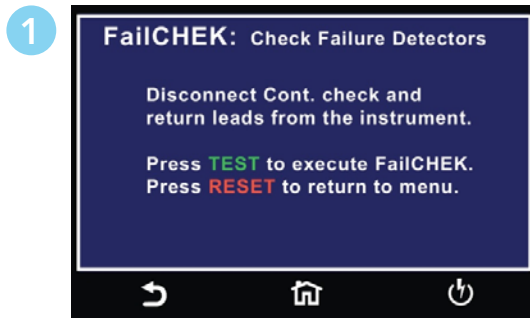 1
FailCHEK: Check Failure Detectors
Disconnect Cont. check and
return leads from the instrument.
Press TEST to execute FailCHEK.
Press RESET to return to menu.